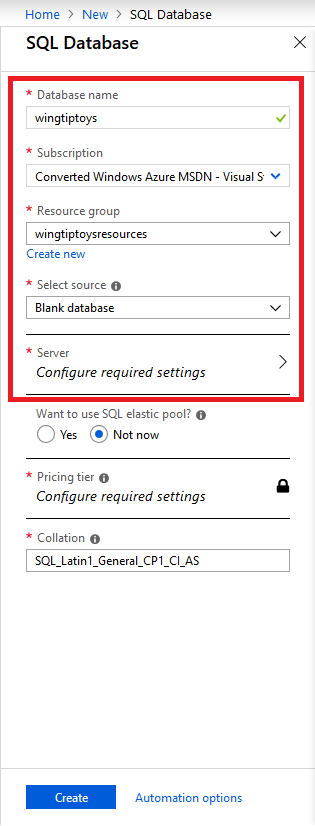 Home > New > SQL Database
SQL Database
* Database name
wingtiptoys
* Subscription
Converted Windows Azure MSDN - Visual S
* Resource group
wingtiptoysresources
Create new
* Select source
Blank database
* Server
Configure required settings
Want to use SQL elastic pool?
Yes Not now
* Pricing tier
Configure required settings
* Collation
SQL_Latin1_General_CP1_CI_AS
Create Automation options